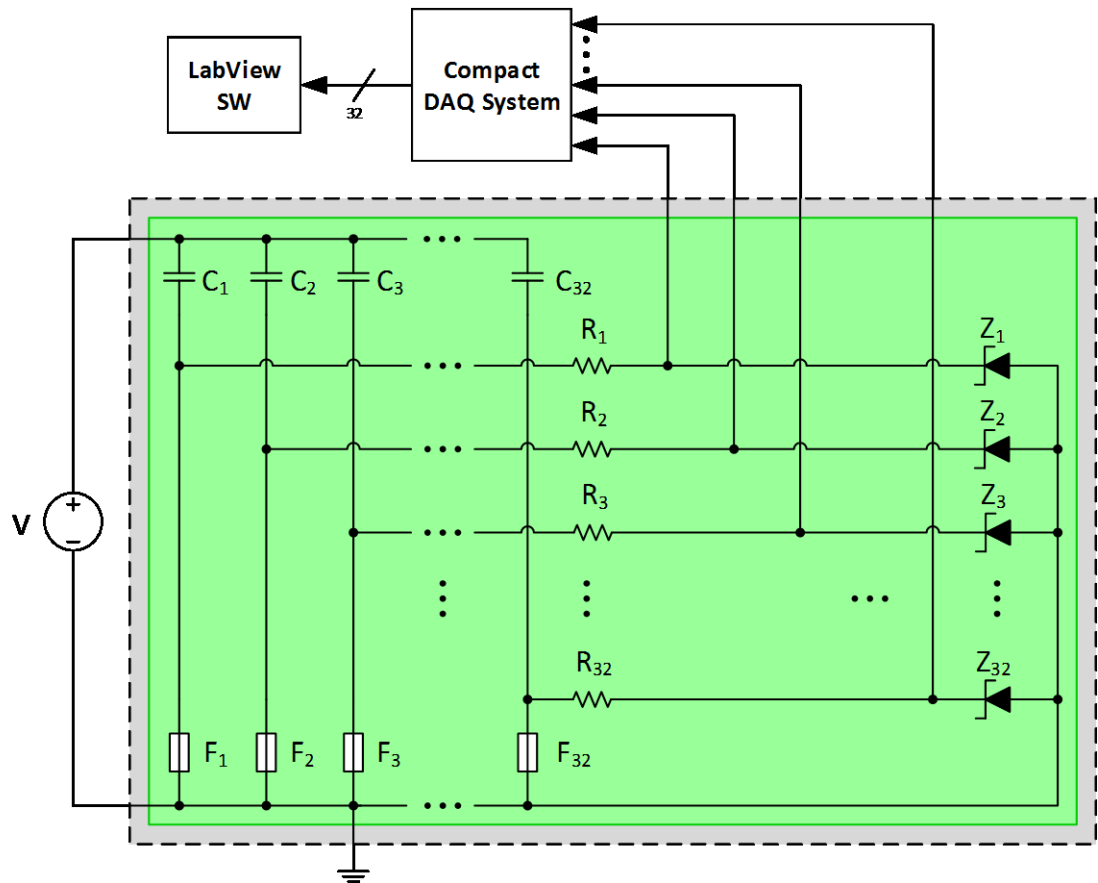 LabView
SW
32
Compact
DAQ System
C₁
C₂
C₃
C₃₂
R₁
Z₁
R₂
Z₂
R₃
Z₃
V
+
−
R₃₂
Z₃₂
F₁
F₂
F₃
F₃₂